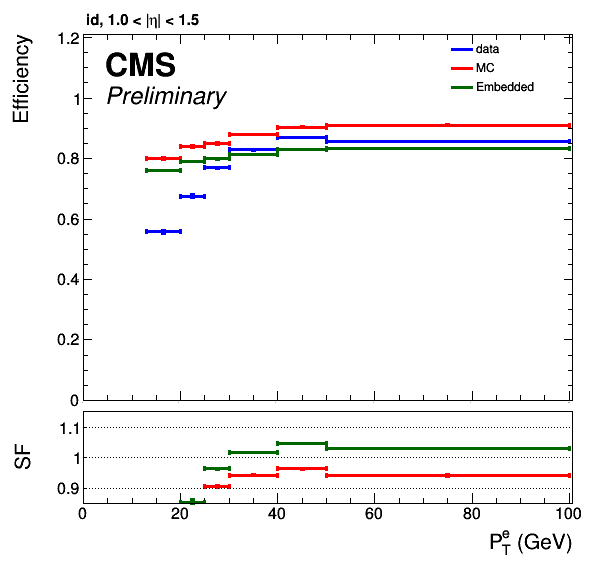 id, 1.0 < |η| < 1.5
Efficiency
CMS
Preliminary
data
MC
Embedded
1.2
1
0.8
0.6
0.4
0.2
0
SF
1.1
1
0.9
0 20 40 60 80 100
P_T^e (GeV)